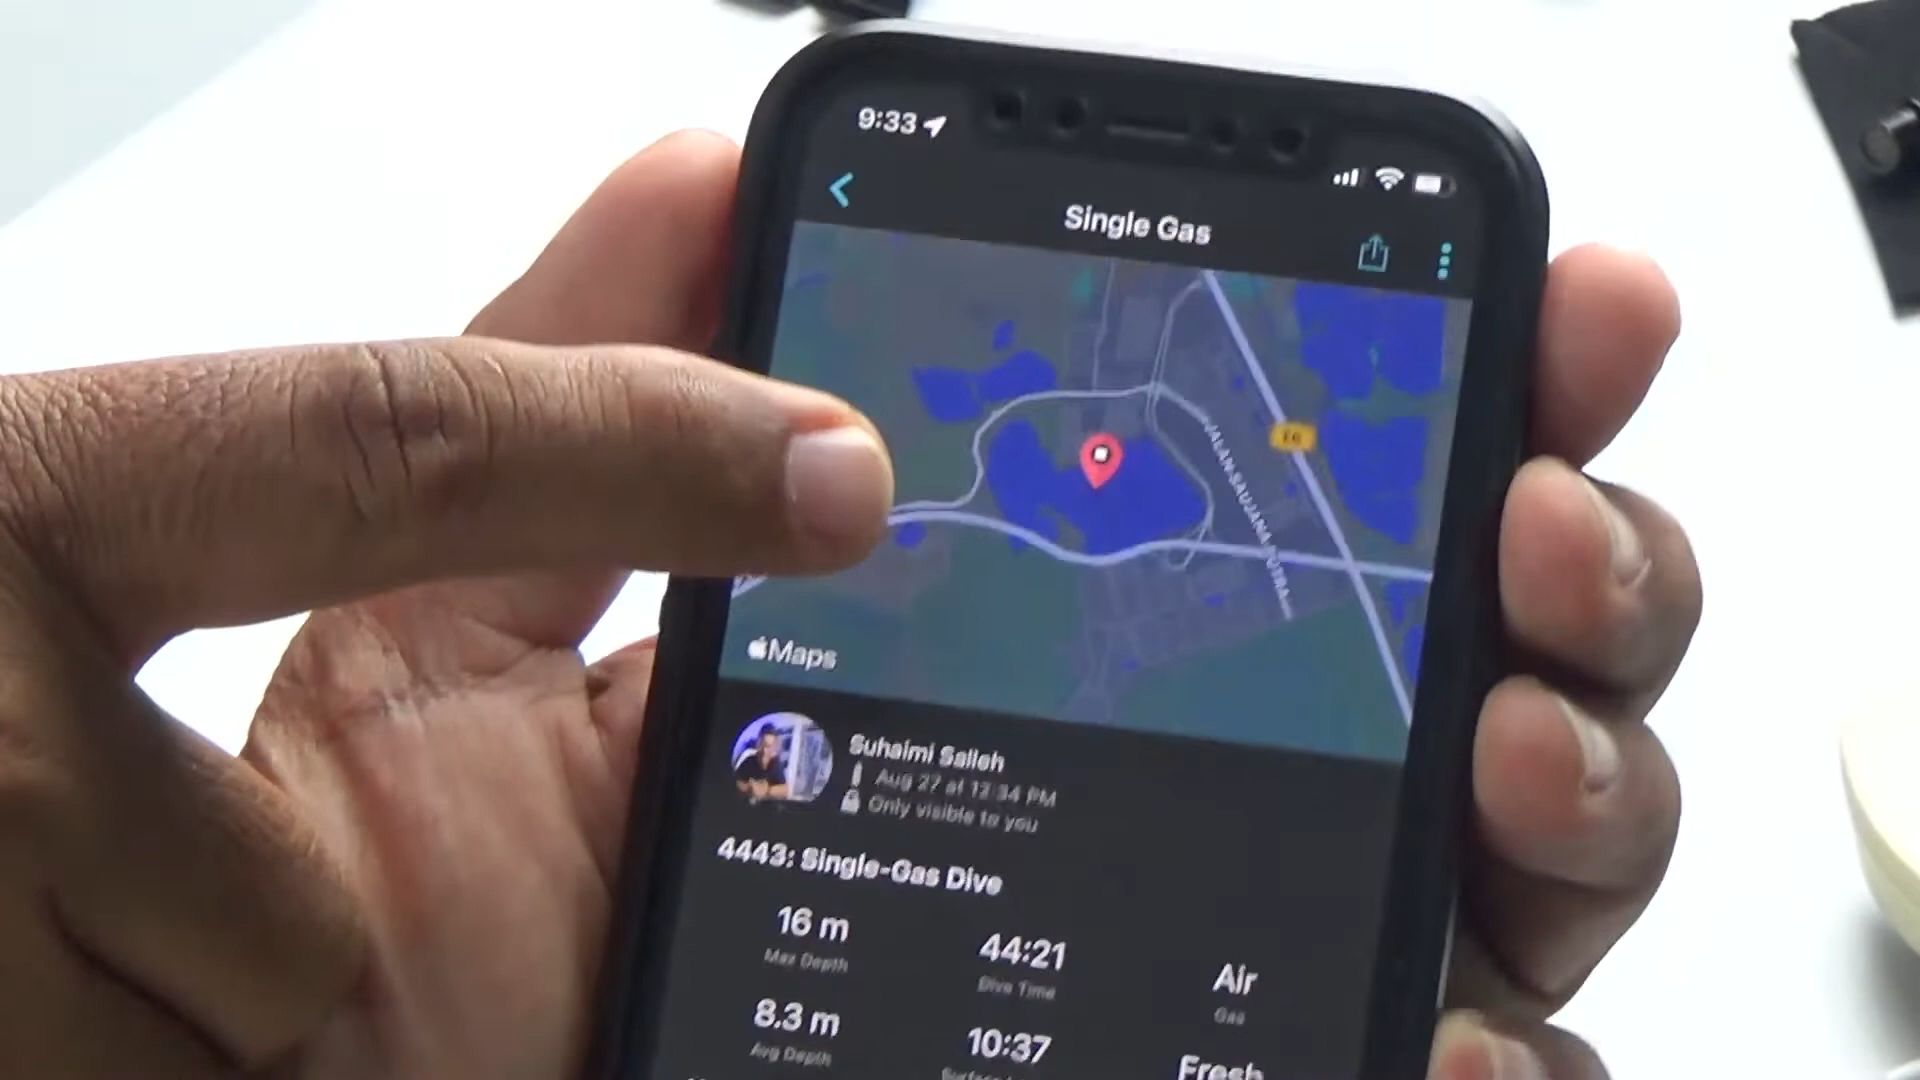 9:33
Single Gas
E6
JALAN SAUJANA PUTRA
Maps
Suhaimi Salleh
Aug 27 at 12:34 PM
Only visible to you
4443: Single-Gas Dive
16 m
44:21
Air
Max Depth
Dive Time
Gas
8.3 m
10:37
Fresh
Avg Depth
Surface